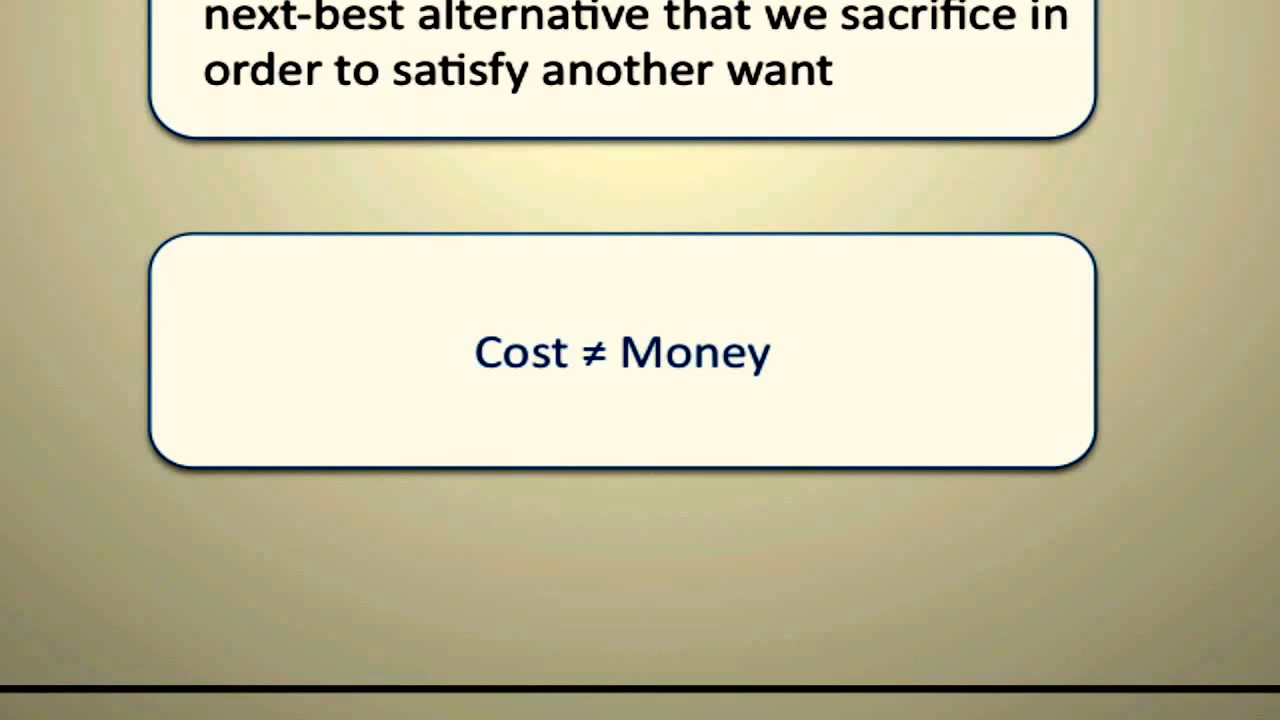 next-best alternative that we sacrifice in
order to satisfy another want
Cost ≠ Money